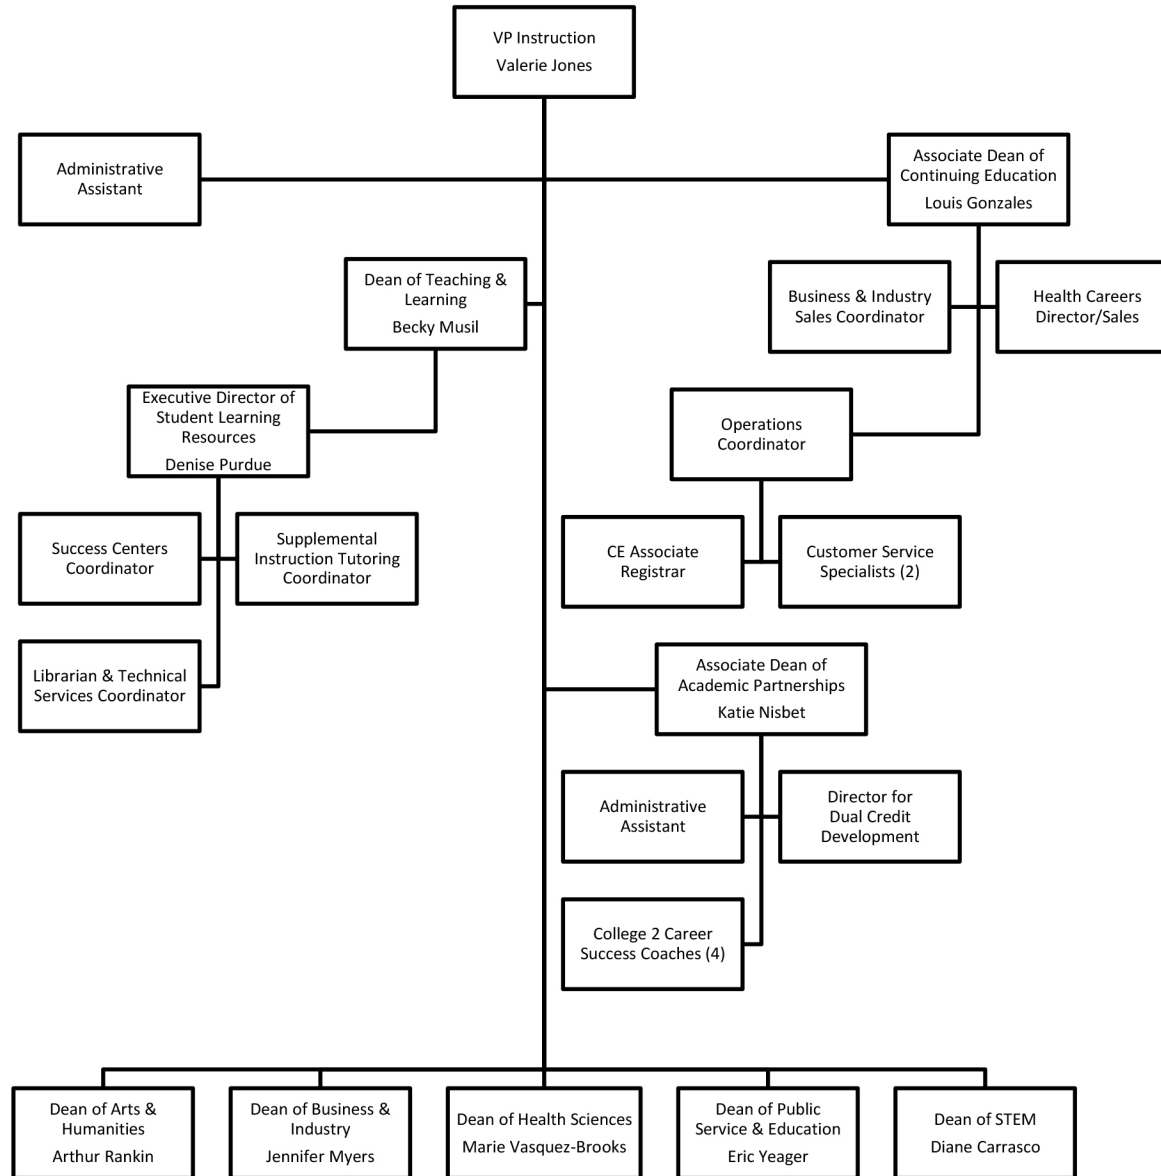 VP Instruction
Valerie Jones
Administrative
Assistant
Associate Dean of
Continuing Education
Louis Gonzales
Dean of Teaching &
Learning
Becky Musil
Business & Industry
Sales Coordinator
Health Careers
Director/Sales
Executive Director of
Student Learning
Resources
Denise Purdue
Operations
Coordinator
Success Centers
Coordinator
Supplemental
Instruction Tutoring
Coordinator
CE Associate
Registrar
Customer Service
Specialists (2)
Librarian & Technical
Services Coordinator
Associate Dean of
Academic Partnerships
Katie Nisbet
Administrative
Assistant
Director for
Dual Credit
Development
College 2 Career
Success Coaches (4)
Dean of Arts &
Humanities
Arthur Rankin
Dean of Business &
Industry
Jennifer Myers
Dean of Health Sciences
Marie Vasquez-Brooks
Dean of Public
Service & Education
Eric Yeager
Dean of STEM
Diane Carrasco